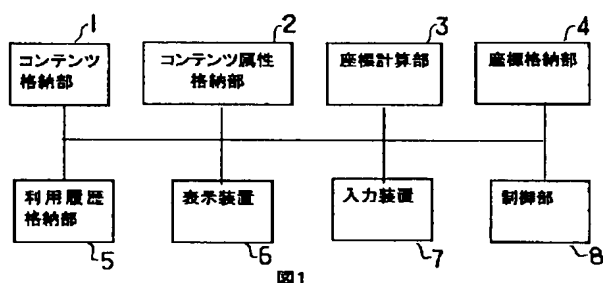 1
コンテンツ
格納部
2
コンテンツ属性
格納部
3
座標計算部
4
座標格納部
利用履歴
格納部
5
表示装置
6
入力装置
7
制御部
8
図1